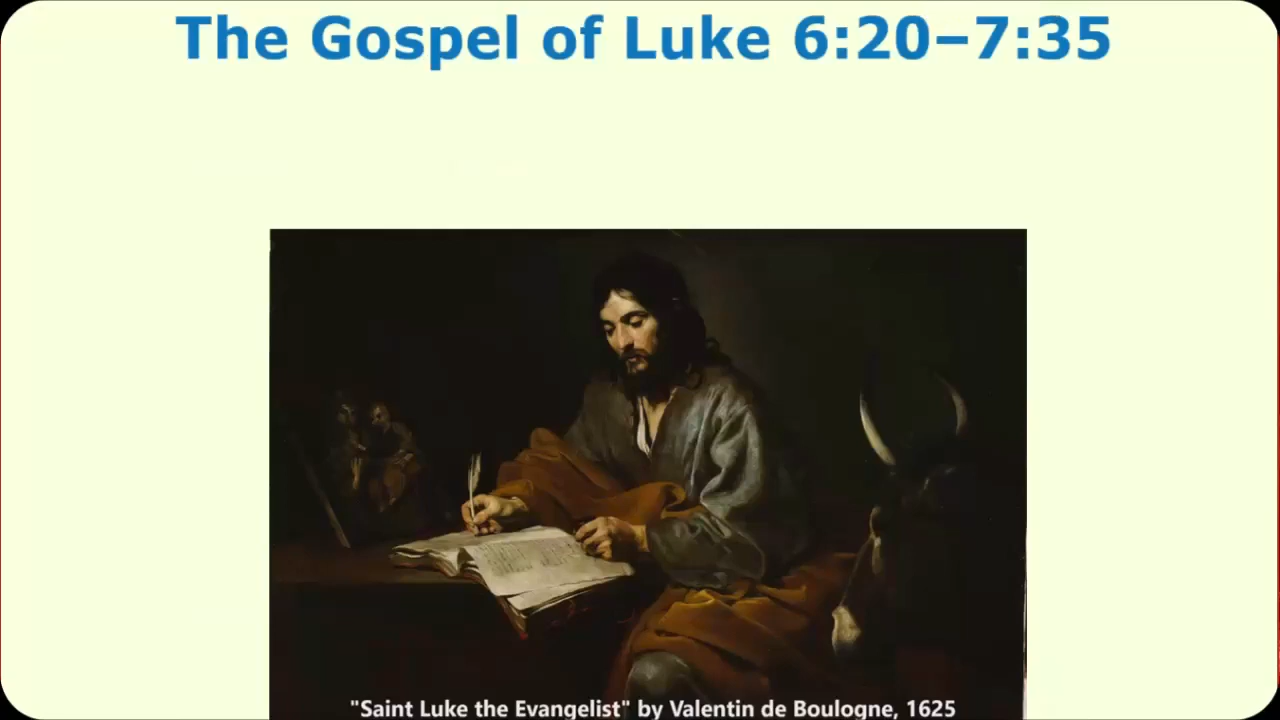 The Gospel of Luke 6:20–7:35
"Saint Luke the Evangelist" by Valentin de Boulogne, 1625